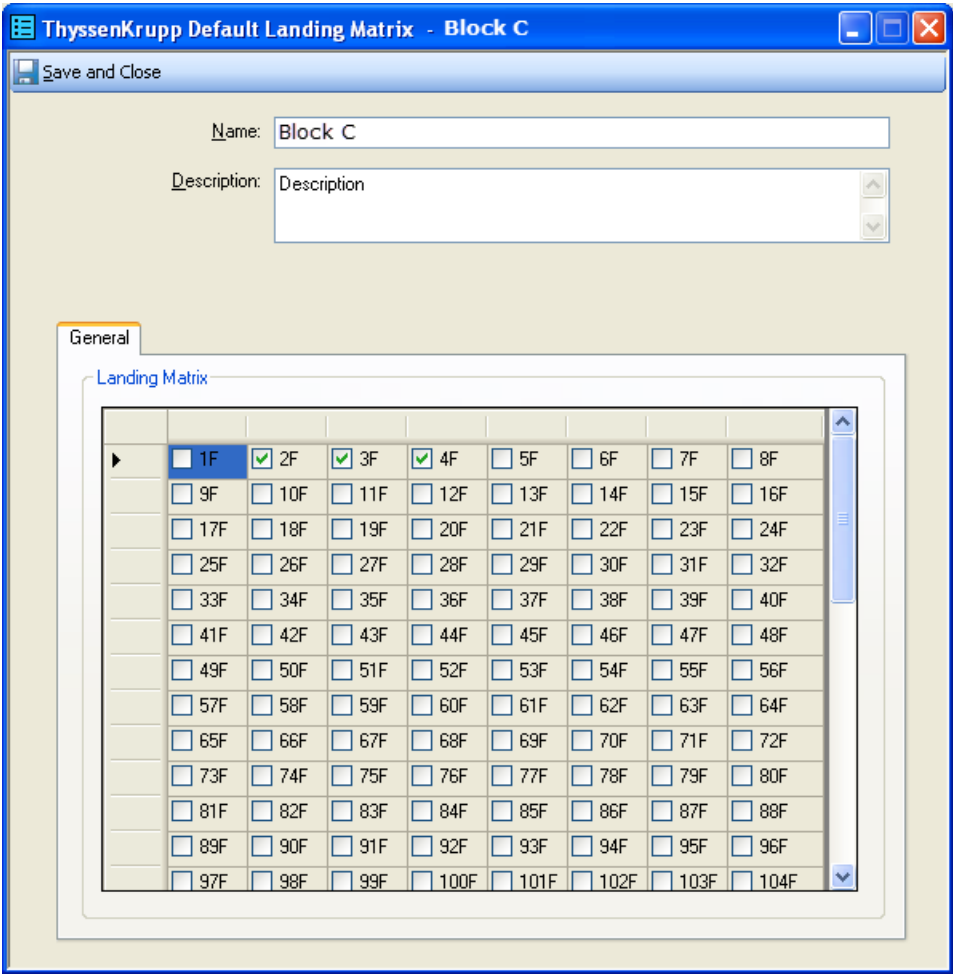 ThyssenKrupp Default Landing Matrix - Block C
Save and Close
Name: Block C
Description: Description
General
Landing Matrix
1F 2F 3F 4F 5F 6F 7F 8F
9F 10F 11F 12F 13F 14F 15F 16F
17F 18F 19F 20F 21F 22F 23F 24F
25F 26F 27F 28F 29F 30F 31F 32F
33F 34F 35F 36F 37F 38F 39F 40F
41F 42F 43F 44F 45F 46F 47F 48F
49F 50F 51F 52F 53F 54F 55F 56F
57F 58F 59F 60F 61F 62F 63F 64F
65F 66F 67F 68F 69F 70F 71F 72F
73F 74F 75F 76F 77F 78F 79F 80F
81F 82F 83F 84F 85F 86F 87F 88F
89F 90F 91F 92F 93F 94F 95F 96F
97F 98F 99F 100F 101F 102F 103F 104F